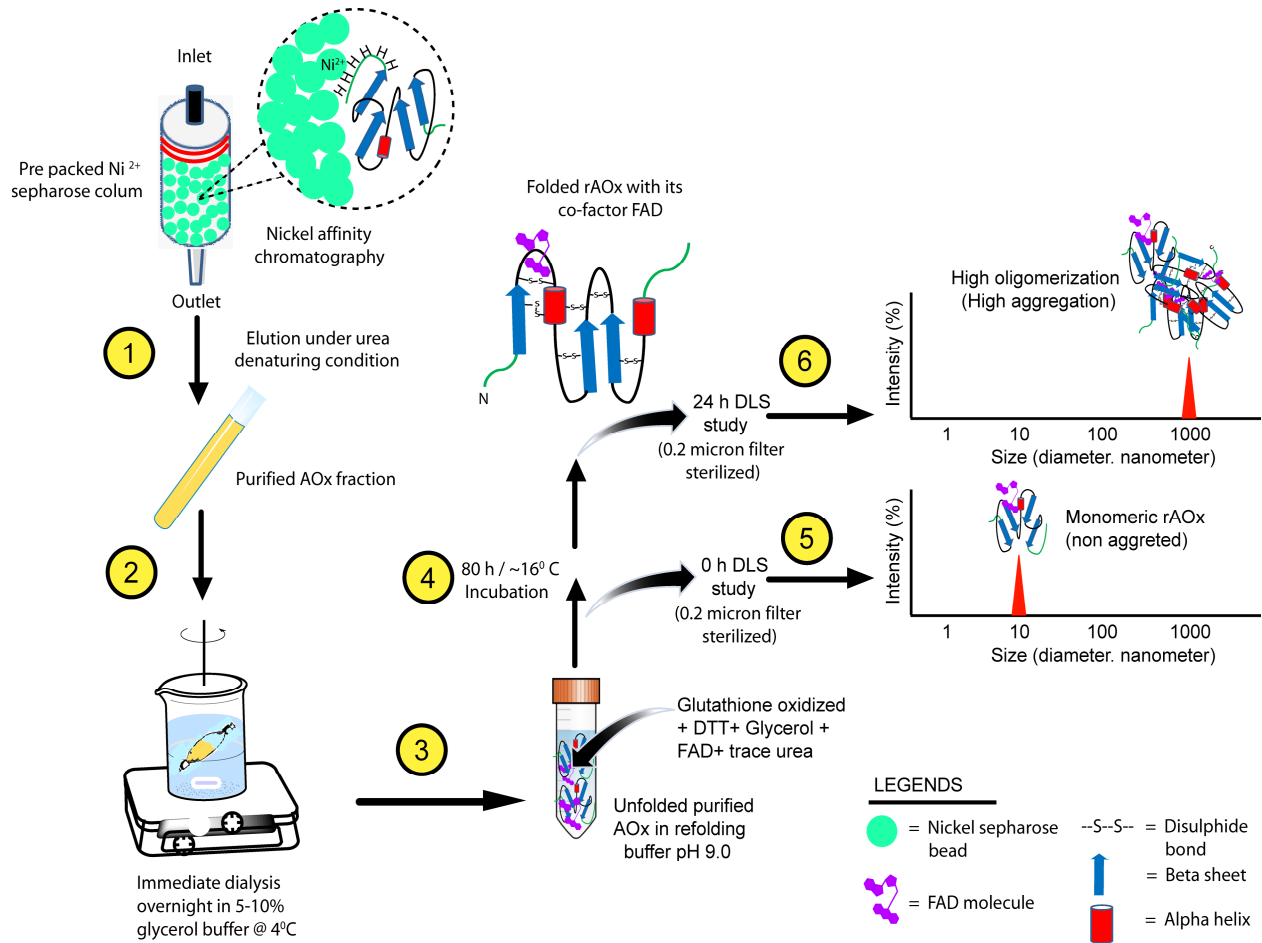 Inlet
Ni2+
H H H H H H
Pre packed Ni 2+
sepharose colum
Nickel affinity
chromatography
Outlet
1
Elution under urea
denaturing condition
Purified AOx fraction
2
Immediate dialysis
overnight in 5-10%
glycerol buffer @ 4⁰C
3
Glutathione oxidized
+ DTT+ Glycerol +
FAD+ trace urea
Unfolded purified
AOx in refolding
buffer pH 9.0
4
80 h / ~16⁰ C
Incubation
Folded rAOx with its
co-factor FAD
-S-S-
S
S
-S-S-
-S-S-
-S-S-
-S-S-
N
0 h DLS
study
(0.2 micron filter
sterilized)
5
Intensity (%)
Monomeric rAOx
(non aggreted)
1 10 100 1000
Size (diameter. nanometer)
24 h DLS
study
(0.2 micron filter
sterilized)
6
Intensity (%)
High oligomerization
(High aggregation)
1 10 100 1000
Size (diameter. nanometer)
LEGENDS
= Nickel sepharose
bead
= FAD molecule
--S--S-- = Disulphide
bond
= Beta sheet
= Alpha helix